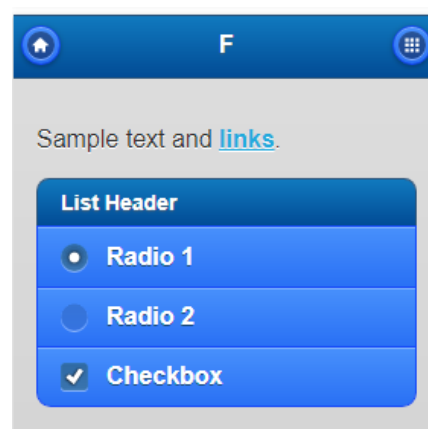 F
Sample text and links.
List Header
Radio 1
Radio 2
Checkbox